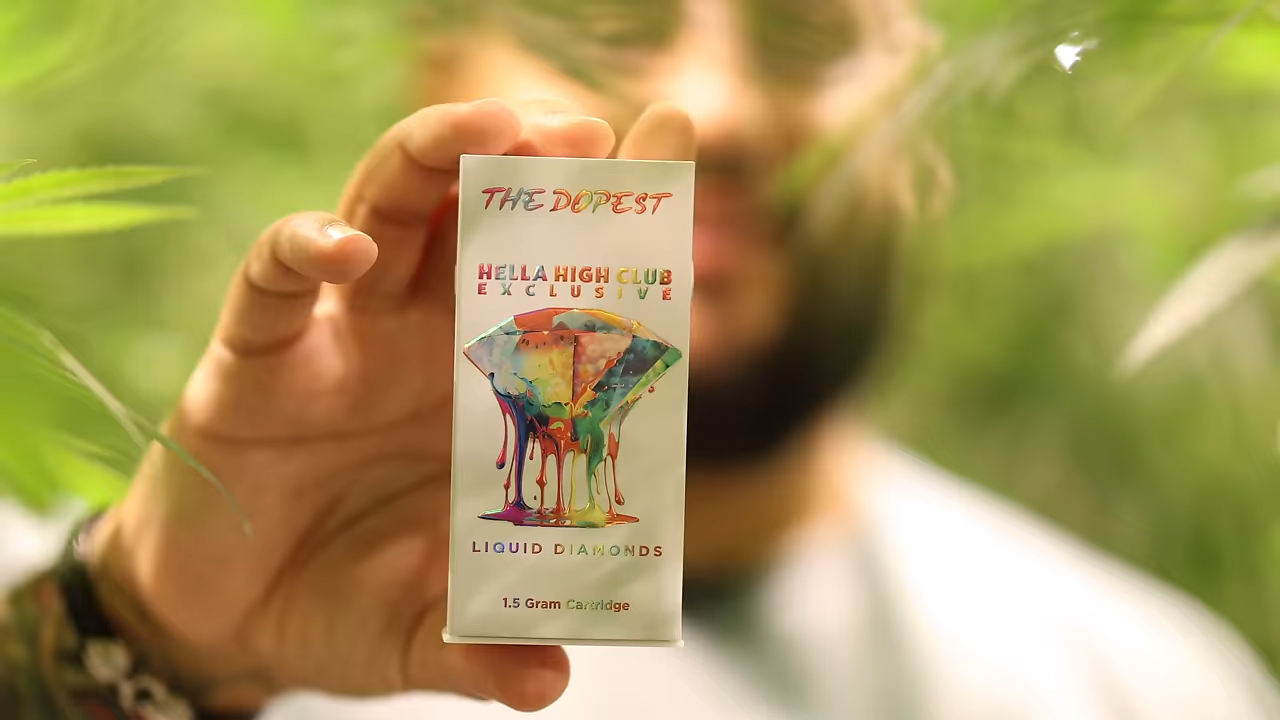 THE DOPEST
HELLA HIGH CLUB
EXCLUSIVE
LIQUID DIAMONDS
1.5 Gram Cartridge